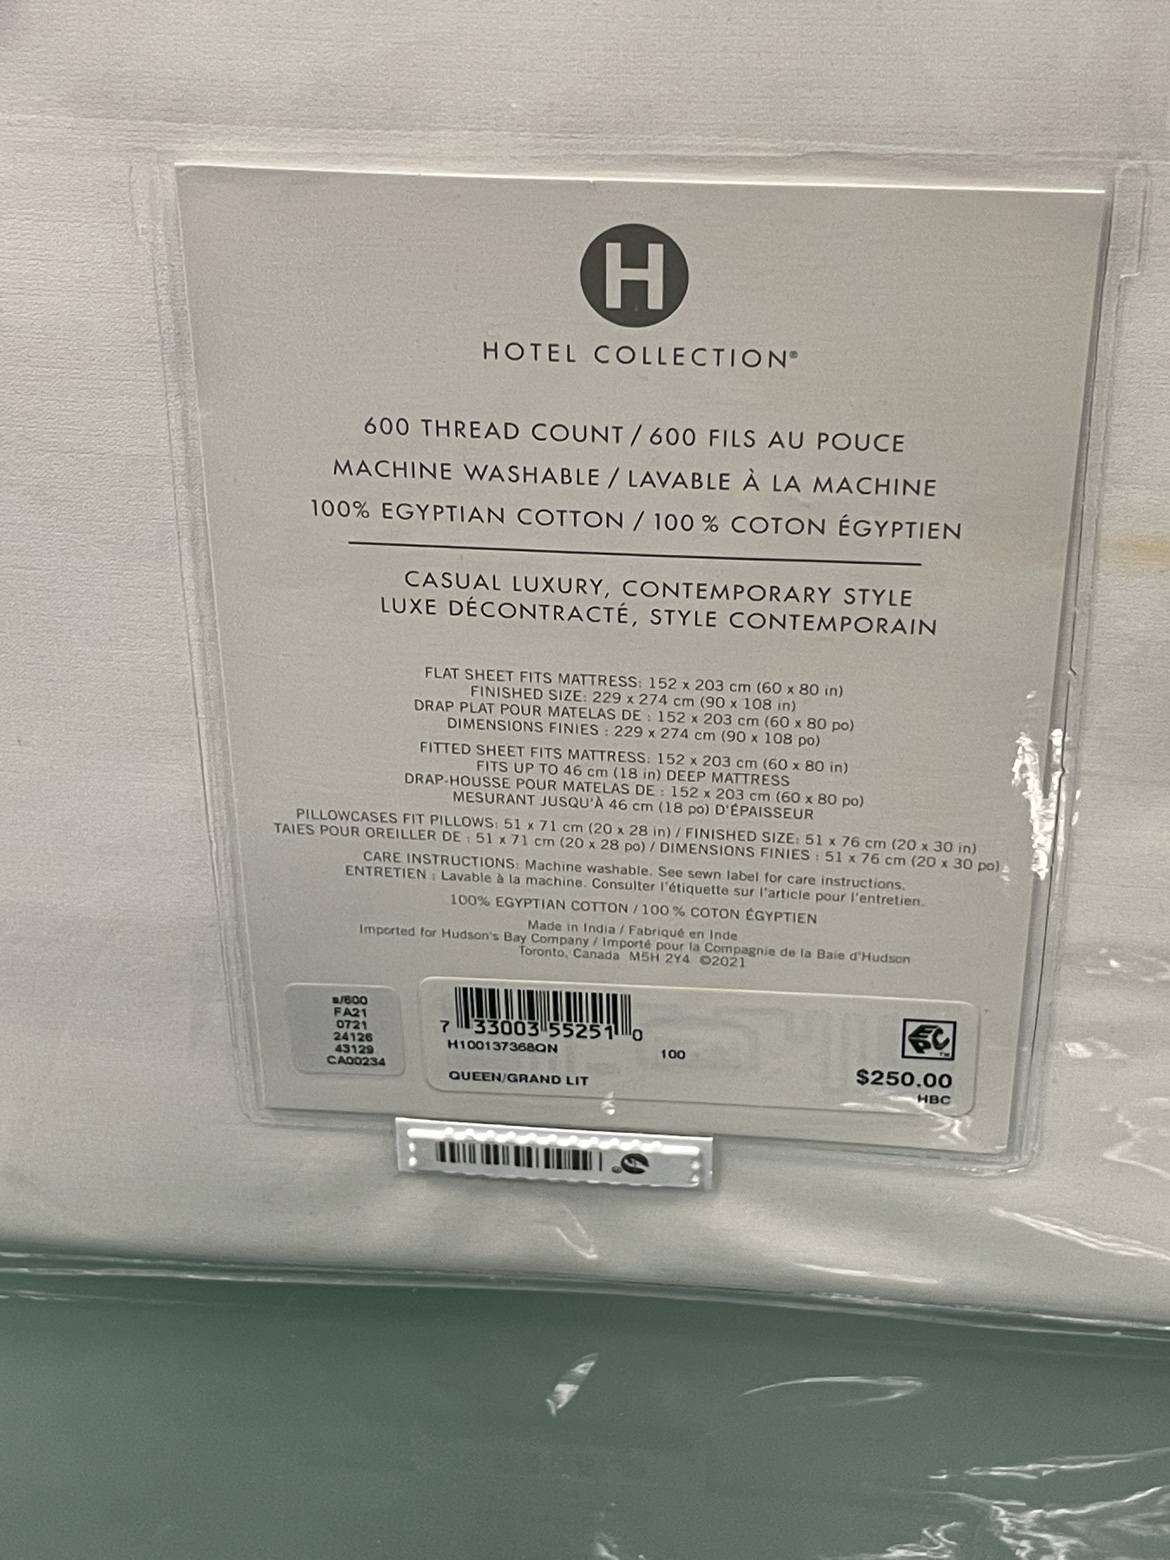 H
HOTEL COLLECTION®
600 THREAD COUNT / 600 FILS AU POUCE
MACHINE WASHABLE / LAVABLE À LA MACHINE
100% EGYPTIAN COTTON / 100 % COTON ÉGYPTIEN
CASUAL LUXURY, CONTEMPORARY STYLE
LUXE DÉCONTRACTÉ, STYLE CONTEMPORAIN
FLAT SHEET FITS MATTRESS: 152 x 203 cm (60 x 80 in)
FINISHED SIZE: 229 x 274 cm (90 x 108 in)
DRAP PLAT POUR MATELAS DE : 152 x 203 cm (60 x 80 po)
DIMENSIONS FINIES : 229 x 274 cm (90 x 108 po)
FITTED SHEET FITS MATTRESS: 152 x 203 cm (60 x 80 in)
FITS UP TO 46 cm (18 in) DEEP MATTRESS
DRAP-HOUSSE POUR MATELAS DE : 152 x 203 cm (60 x 80 po)
MESURANT JUSQU'À 46 cm (18 po) D'ÉPAISSEUR
PILLOWCASES FIT PILLOWS: 51 x 71 cm (20 x 28 in) / FINISHED SIZE: 51 x 76 cm (20 x 30 in)
TAIES POUR OREILLER DE : 51 x 71 cm (20 x 28 po) / DIMENSIONS FINIES : 51 x 76 cm (20 x 30 po)
CARE INSTRUCTIONS: Machine washable. See sewn label for care instructions.
ENTRETIEN : Lavable à la machine. Consulter l'étiquette sur l'article pour l'entretien.
100% EGYPTIAN COTTON / 100 % COTON ÉGYPTIEN
Made in India / Fabriqué en Inde
Imported for Hudson's Bay Company / Importé pour la Compagnie de la Baie d'Hudson
Toronto, Canada M5H 2Y4 ©2021
s/600
FA21
0721
24126
43129
CA00234
7 33003 55251 0
H100137368QN
100
QUEEN/GRAND LIT
EPC™
$250.00
HBC